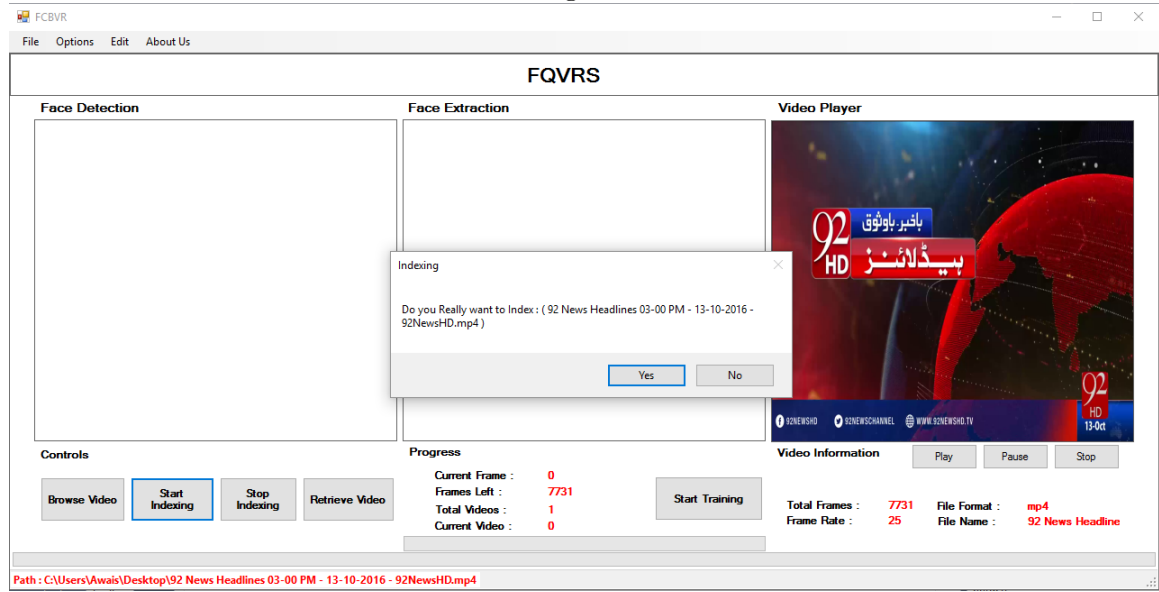 FCBVR
File Options Edit About Us
FQVRS
Face Detection
Face Extraction
Video Player
92
HD
باخبر.باوثوق
ہیڈلائنز
Indexing
Do you Really want to Index : ( 92 News Headlines 03-00 PM - 13-10-2016 -
92NewsHD.mp4 )
Yes No
92
HD
13-Oct
92NEWSHD 92NEWSCHANNEL WWW.92NEWSHD.TV
Controls
Browse Video
Start
Indexing
Stop
Indexing
Retrieve Video
Progress
Current Frame : 0
Frames Left : 7731
Total Videos : 1
Current Video : 0
Start Training
Video Information
Play Pause Stop
Total Frames : 7731 File Format : mp4
Frame Rate : 25 File Name : 92 News Headline
Path : C:\Users\Awais\Desktop\92 News Headlines 03-00 PM - 13-10-2016 - 92NewsHD.mp4